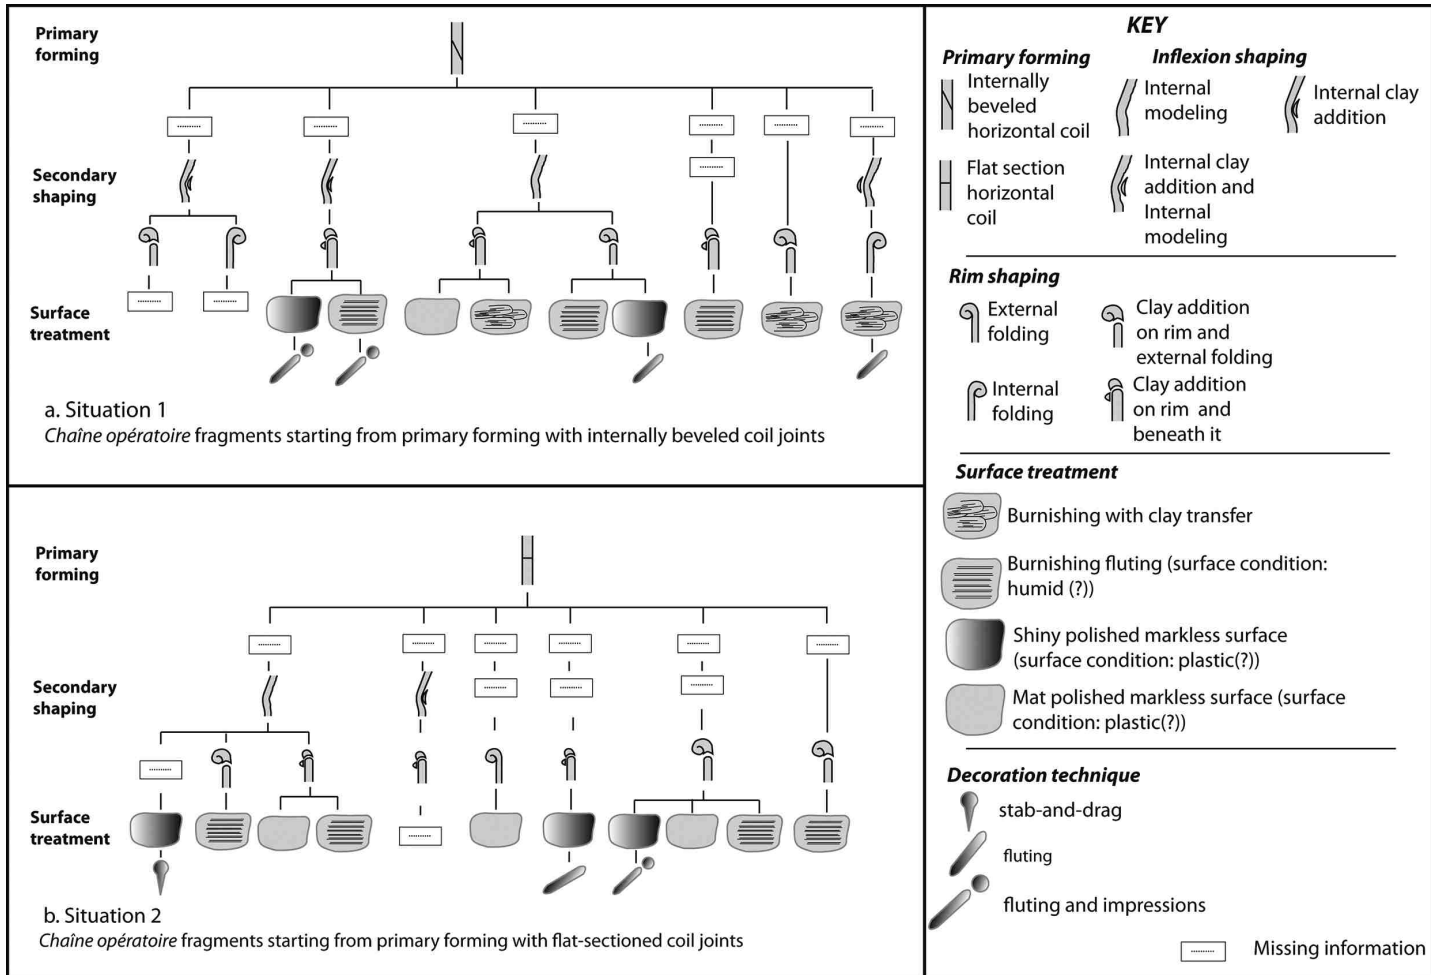 Primary
forming
Secondary
shaping
Surface
treatment
a. Situation 1
Chaîne opératoire fragments starting from primary forming with internally beveled coil joints
Primary
forming
Secondary
shaping
Surface
treatment
b. Situation 2
Chaîne opératoire fragments starting from primary forming with flat-sectioned coil joints
KEY
Primary forming
Internally
beveled
horizontal coil
Flat section
horizontal
coil
Inflexion shaping
Internal
modeling
Internal clay
addition
Internal clay
addition and
Internal
modeling
Rim shaping
External
folding
Clay addition
on rim and
external folding
Internal
folding
Clay addition
on rim and
beneath it
Surface treatment
Burnishing with clay transfer
Burnishing fluting (surface condition:
humid (?))
Shiny polished markless surface
(surface condition: plastic(?))
Mat polished markless surface (surface
condition: plastic(?))
Decoration technique
stab-and-drag
fluting
fluting and impressions
Missing information